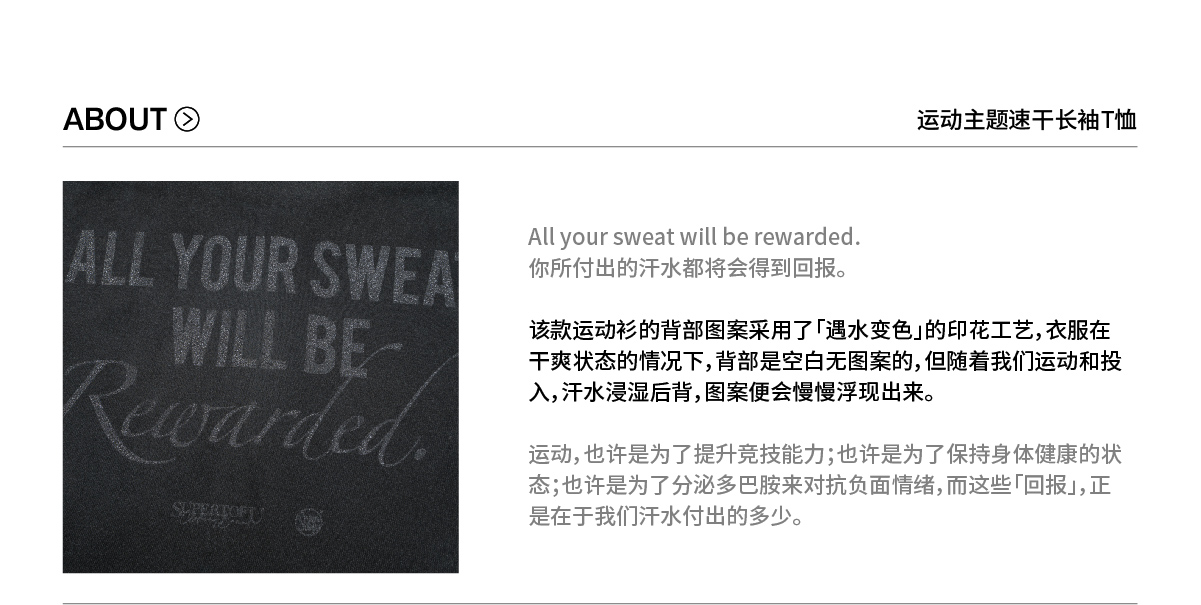 ABOUT
运动主题速干长袖T恤
ALL YOUR SWEAT
WILL BE
Rewarded.
All your sweat will be rewarded.
你所付出的汗水都将会得到回报。
该款运动衫的背部图案采用了「遇水变色」的印花工艺，衣服在
干爽状态的情况下，背部是空白无图案的，但随着我们运动和投
入，汗水浸湿后背，图案便会慢慢浮现出来。
运动，也许是为了提升竞技能力；也许是为了保持身体健康的状
态；也许是为了分泌多巴胺来对抗负面情绪，而这些「回报」，正
是在于我们汗水付出的多少。